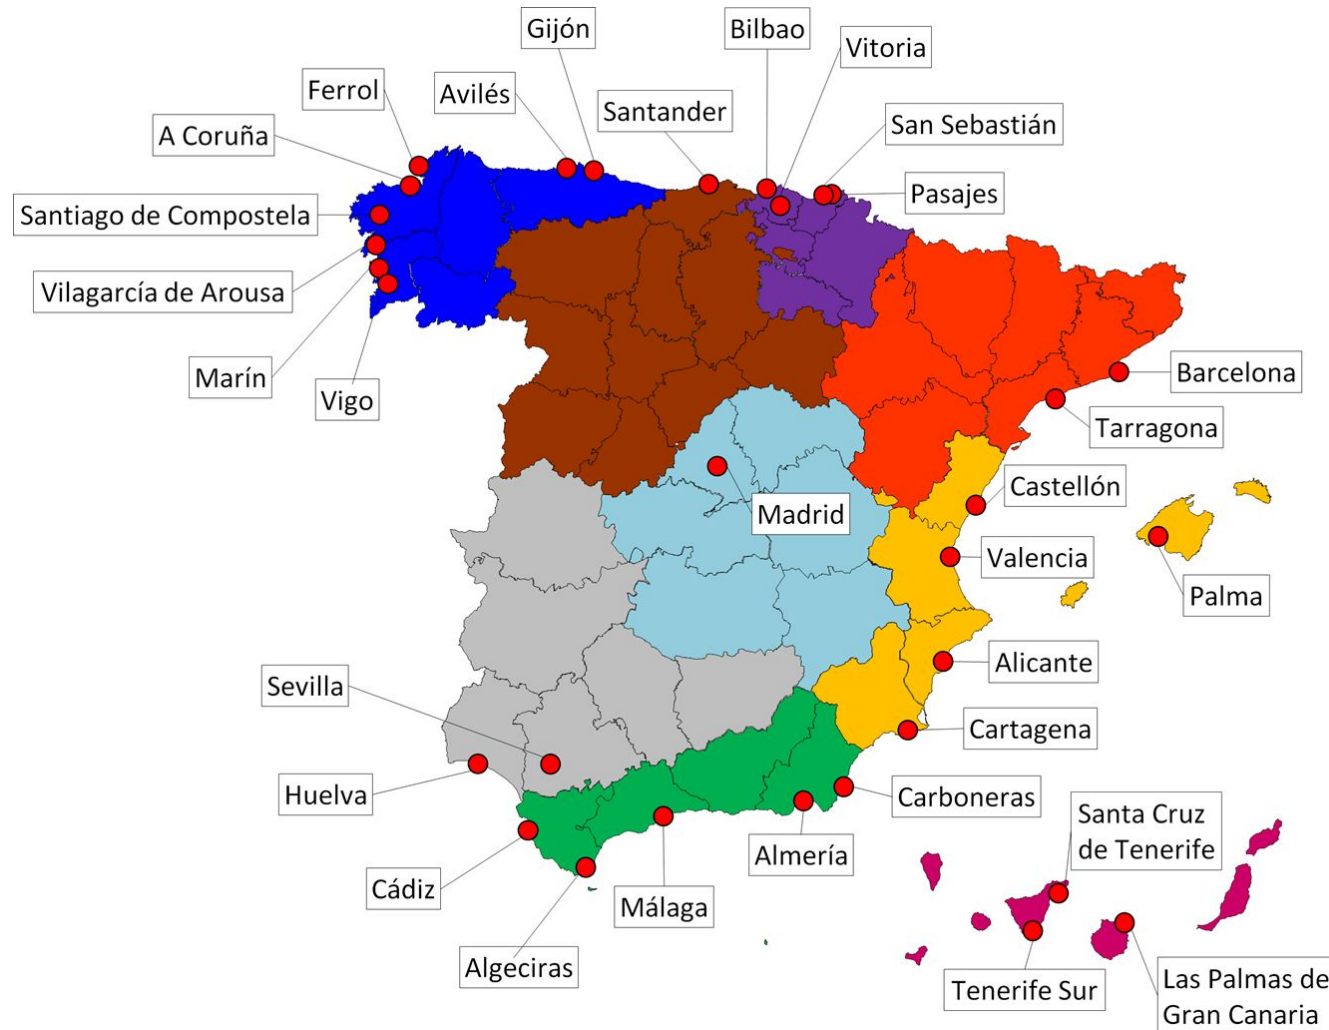 Gijón
Bilbao
Vitoria
Ferrol
Avilés
Santander
San Sebastián
A Coruña
Pasajes
Santiago de Compostela
Vilagarcía de Arousa
Marín
Vigo
Barcelona
Tarragona
Castellón
Madrid
Valencia
Palma
Alicante
Sevilla
Cartagena
Huelva
Carboneras
Santa Cruz
de Tenerife
Almería
Cádiz
Málaga
Algeciras
Tenerife Sur
Las Palmas de
Gran Canaria